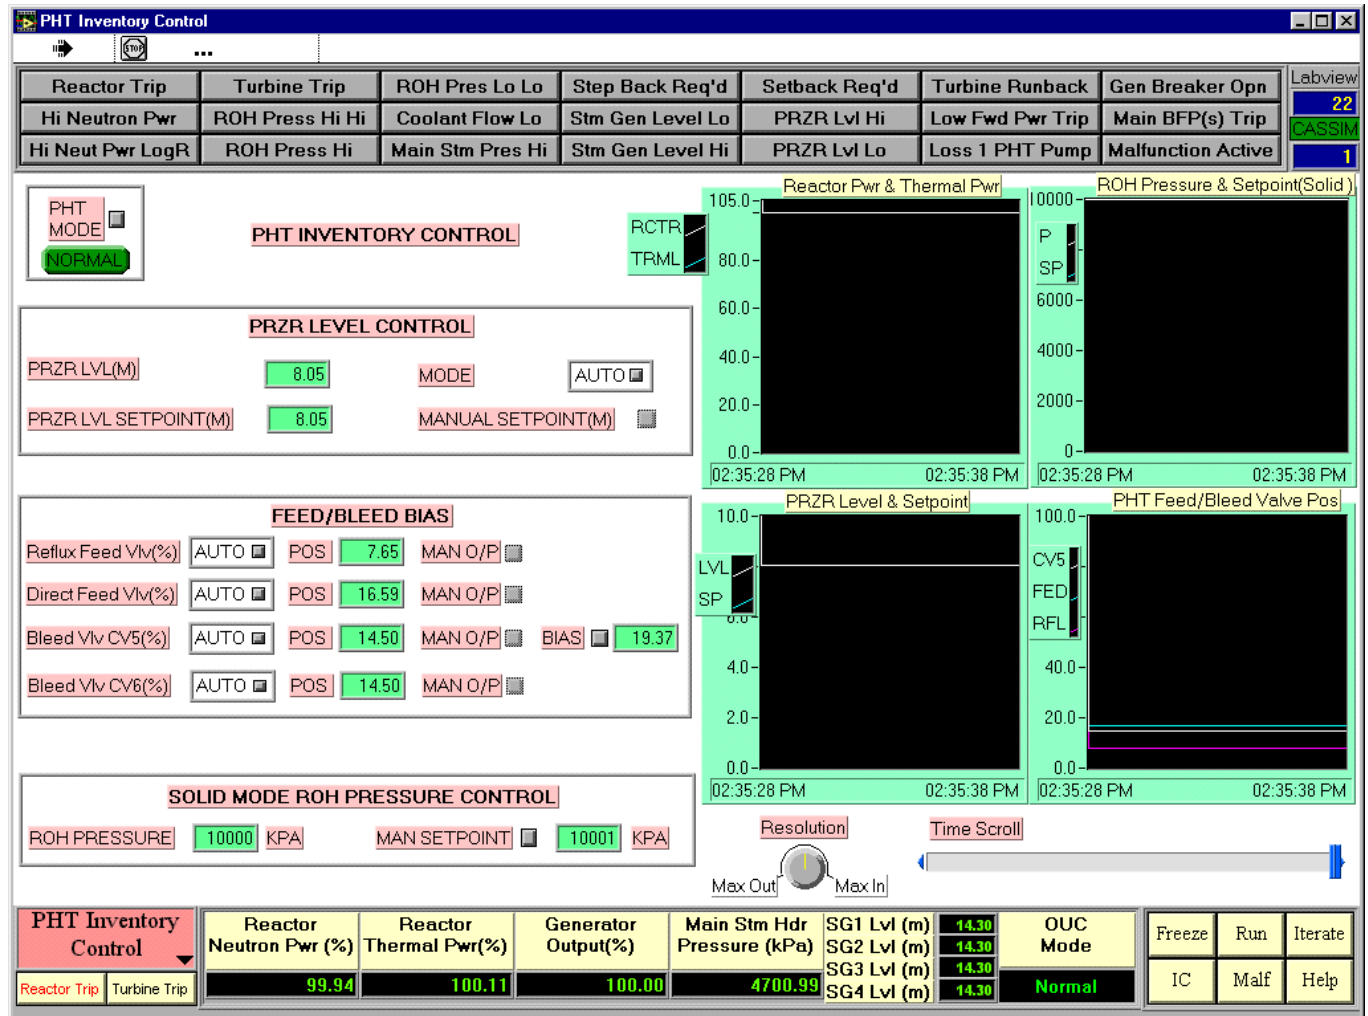 PHT Inventory Control
STOP ...
Reactor Trip Turbine Trip ROH Pres Lo Lo Step Back Req'd Setback Req'd Turbine Runback Gen Breaker Opn
Hi Neutron Pwr ROH Press Hi Hi Coolant Flow Lo Stm Gen Level Lo PRZR Lvl Hi Low Fwd Pwr Trip Main BFP(s) Trip
Hi Neut Pwr LogR ROH Press Hi Main Stm Pres Hi Stm Gen Level Hi PRZR Lvl Lo Loss 1 PHT Pump Malfunction Active
Labview
22
CASSIM
1
PHT
MODE
NORMAL
PHT INVENTORY CONTROL
PRZR LEVEL CONTROL
PRZR LVL(M) 8.05 MODE AUTO
PRZR LVL SETPOINT(M) 8.05 MANUAL SETPOINT(M)
FEED/BLEED BIAS
Reflux Feed Vlv(%) AUTO POS 7.65 MAN O/P
Direct Feed Vlv(%) AUTO POS 16.59 MAN O/P
Bleed Vlv CV5(%) AUTO POS 14.50 MAN O/P BIAS 19.37
Bleed Vlv CV6(%) AUTO POS 14.50 MAN O/P
SOLID MODE ROH PRESSURE CONTROL
ROH PRESSURE 10000 KPA MAN SETPOINT 10001 KPA
Reactor Pwr & Thermal Pwr
RCTR
TRML
105.0
80.0
60.0
40.0
20.0
0.0
02:35:28 PM 02:35:38 PM
ROH Pressure & Setpoint(Solid )
P
SP
10000
6000
4000
2000
0
02:35:28 PM 02:35:38 PM
PRZR Level & Setpoint
LVL
SP
10.0
6.0
4.0
2.0
0.0
02:35:28 PM 02:35:38 PM
PHT Feed/Bleed Valve Pos
CV5
FED
RFL
100.0
40.0
20.0
0.0
02:35:28 PM 02:35:38 PM
Resolution
Max Out Max In
Time Scroll
PHT Inventory
Control
Reactor Trip Turbine Trip
Reactor
Neutron Pwr (%)
99.94
Reactor
Thermal Pwr(%)
100.11
Generator
Output(%)
100.00
Main Stm Hdr
Pressure (kPa)
4700.99
SG1 Lvl (m) 14.30
SG2 Lvl (m) 14.30
SG3 Lvl (m) 14.30
SG4 Lvl (m) 14.30
OUC
Mode
Normal
Freeze Run Iterate
IC Malf Help